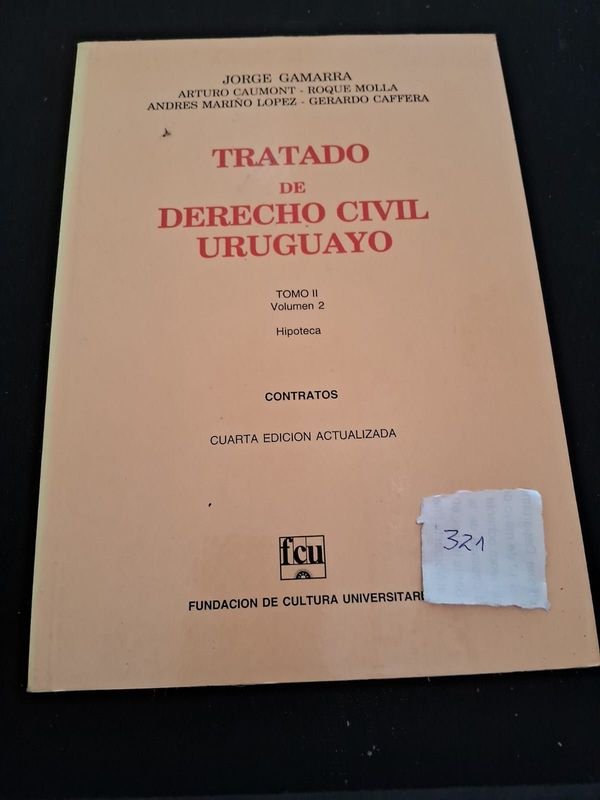 JORGE GAMARRA
ARTURO CAUMONT - ROQUE MOLLA
ANDRES MARIÑO LOPEZ - GERARDO CAFFERA
TRATADO
DE
DERECHO CIVIL
URUGUAYO
TOMO II
Volumen 2
Hipoteca
CONTRATOS
CUARTA EDICION ACTUALIZADA
fcu
FUNDACION DE CULTURA UNIVERSITARI
321